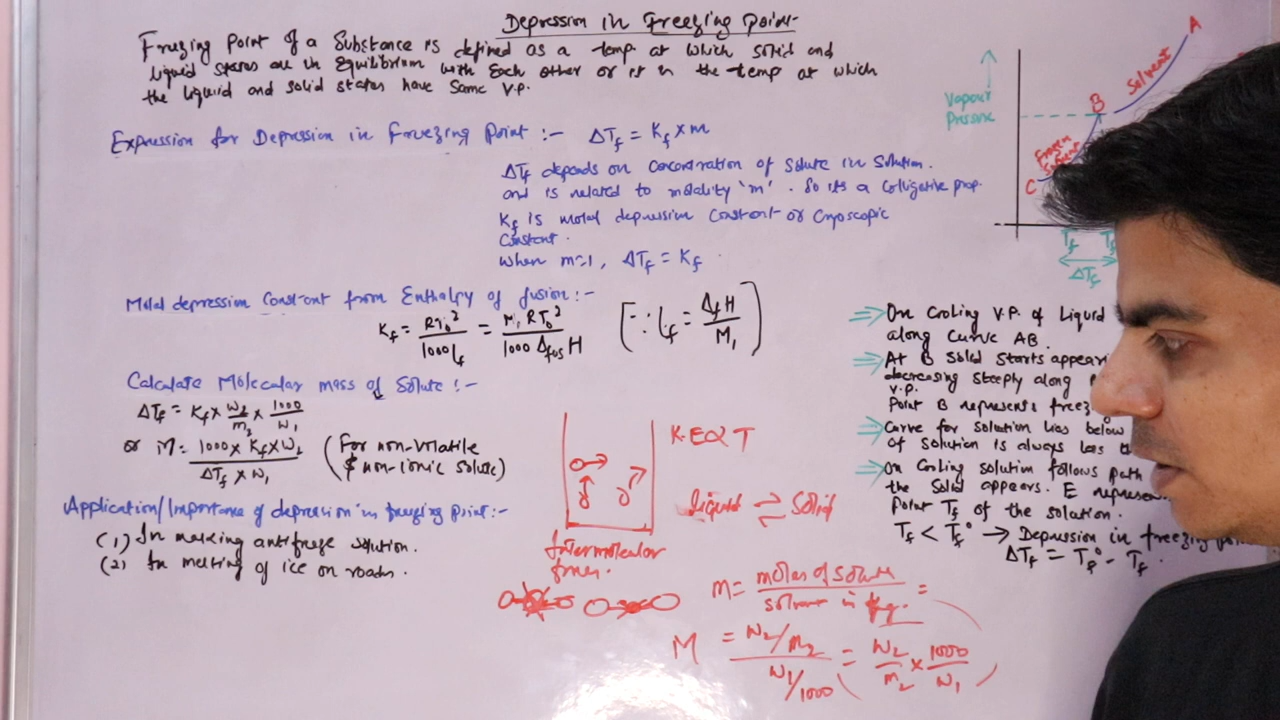 Depression in Freezing Point
Freezing Point of a Substance is defined as a temp at which solid and
liquid states are in Equilibrium with Each other or it is the temp at which
the liquid and solid states have same V.P.
Expression for Depression in Freezing Point :- ΔTf = Kf × m
ΔTf depends on concentration of solute in solution.
and is related to molality 'm'. So its a colligative prop.
Kf is molal depression constant or Cryoscopic
Constant.
When m=1, ΔTf = Kf.
Molal depression Constant from Enthalpy of fusion :-
Kf = RT₀²/1000 lf = M₁ RT₀²/1000 ΔfusH [∵ lf = ΔfH/M₁]
Calculate Molecular mass of Solute :-
ΔTf = Kf × W₂/m₂ × 1000/W₁
or M = 1000 × Kf × W₂/ΔTf × W₁ (For non-volatile
& non-ionic solute)
Application/Importance of depression in freezing point :-
(1) In making antifreeze solution.
(2) In melting of ice on roads.
Vapour
Pressure
A
Solvent
B
Frozen
Solvent
C
Tf
ΔTf
⇒ On Cooling V.P. of Liquid
along Curve AB.
⇒ At B Solid Starts appear
V.P. decreasing steeply along
Point B represents freez
⇒ Curve for solution lies below
of solution is always less
⇒ On Cooling solution follows path
the Solid appears. E represen
Point Tf of the solution.
Tf < Tf° → Depression in freezing poi
ΔTf = Tf° - Tf.
K.E ∝ T
Liquid ⇌ Solid
Intermolecular
forces.
m = moles of solute/solvent in kg. =
M = W₂/m₂/W₁/1000 = (W₂/m₂ × 1000/W₁)